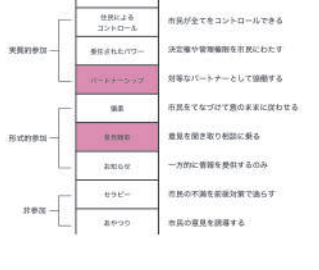 住民による
コントロール
市民が全てをコントロールできる
委任されたパワー
決定権や管理権限を市民にわたす
実質的参加
パートナーシップ
対等なパートナーとして協働する
懐柔
市民をてなづけて意のままに従わせる
形式的参加
意見聴取
意見を聞き取り相談に乗る
お知らせ
一方的に情報を提供するのみ
セラピー
市民の不満を前後対策で逸らす
非参加
あやつり
市民の意見を誘導する